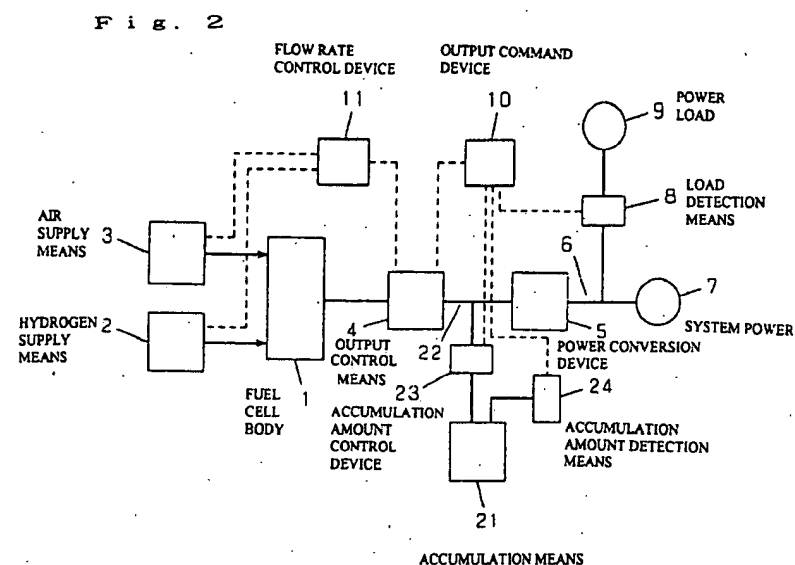 Fig. 2
FLOW RATE
CONTROL DEVICE
11
OUTPUT COMMAND
DEVICE
10
9
POWER
LOAD
8
LOAD
DETECTION
MEANS
AIR
SUPPLY
MEANS
3
6
7
SYSTEM POWER
HYDROGEN
SUPPLY
MEANS
2
1
FUEL
CELL
BODY
4
OUTPUT
CONTROL
MEANS
22
5
POWER CONVERSION
DEVICE
23
ACCUMULATION
AMOUNT
CONTROL
DEVICE
24
ACCUMULATION
AMOUNT DETECTION
MEANS
21
ACCUMULATION MEANS